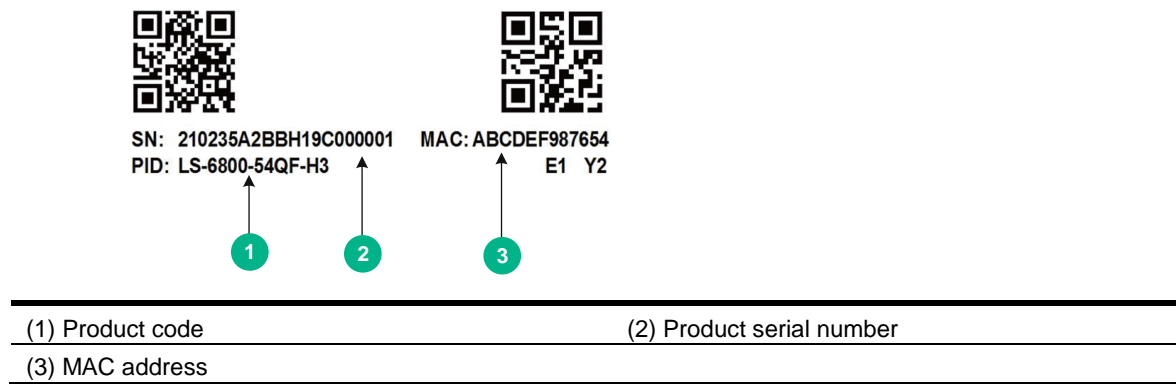 SN: 210235A2BBH19C000001 MAC: ABCDEF987654
PID: LS-6800-54QF-H3 E1 Y2
1 2 3
(1) Product code (2) Product serial number
(3) MAC address